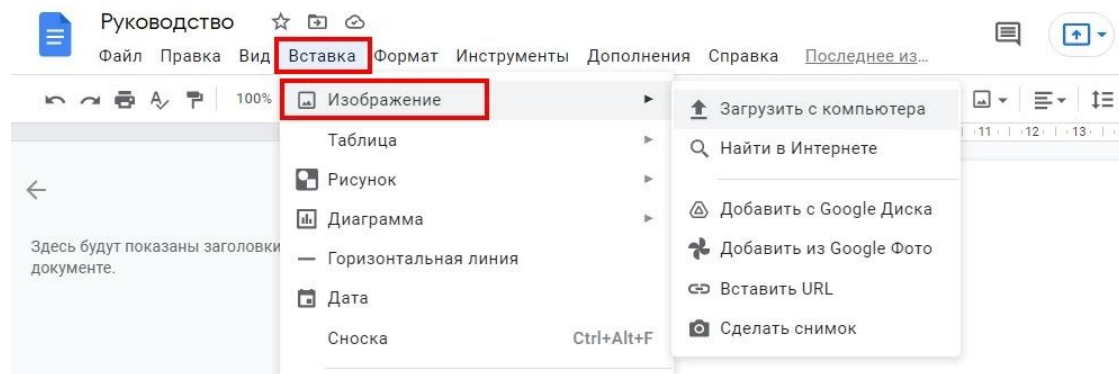 Руководство
Файл Правка Вид Вставка Формат Инструменты Дополнения Справка Последнее из...
100%
Изображение
Таблица
Рисунок
Диаграмма
Горизонтальная линия
Дата
Сноска Ctrl+Alt+F
Загрузить с компьютера
Найти в Интернете
Добавить с Google Диска
Добавить из Google Фото
Вставить URL
Сделать снимок
11 12 13
Здесь будут показаны заголовки
документе.